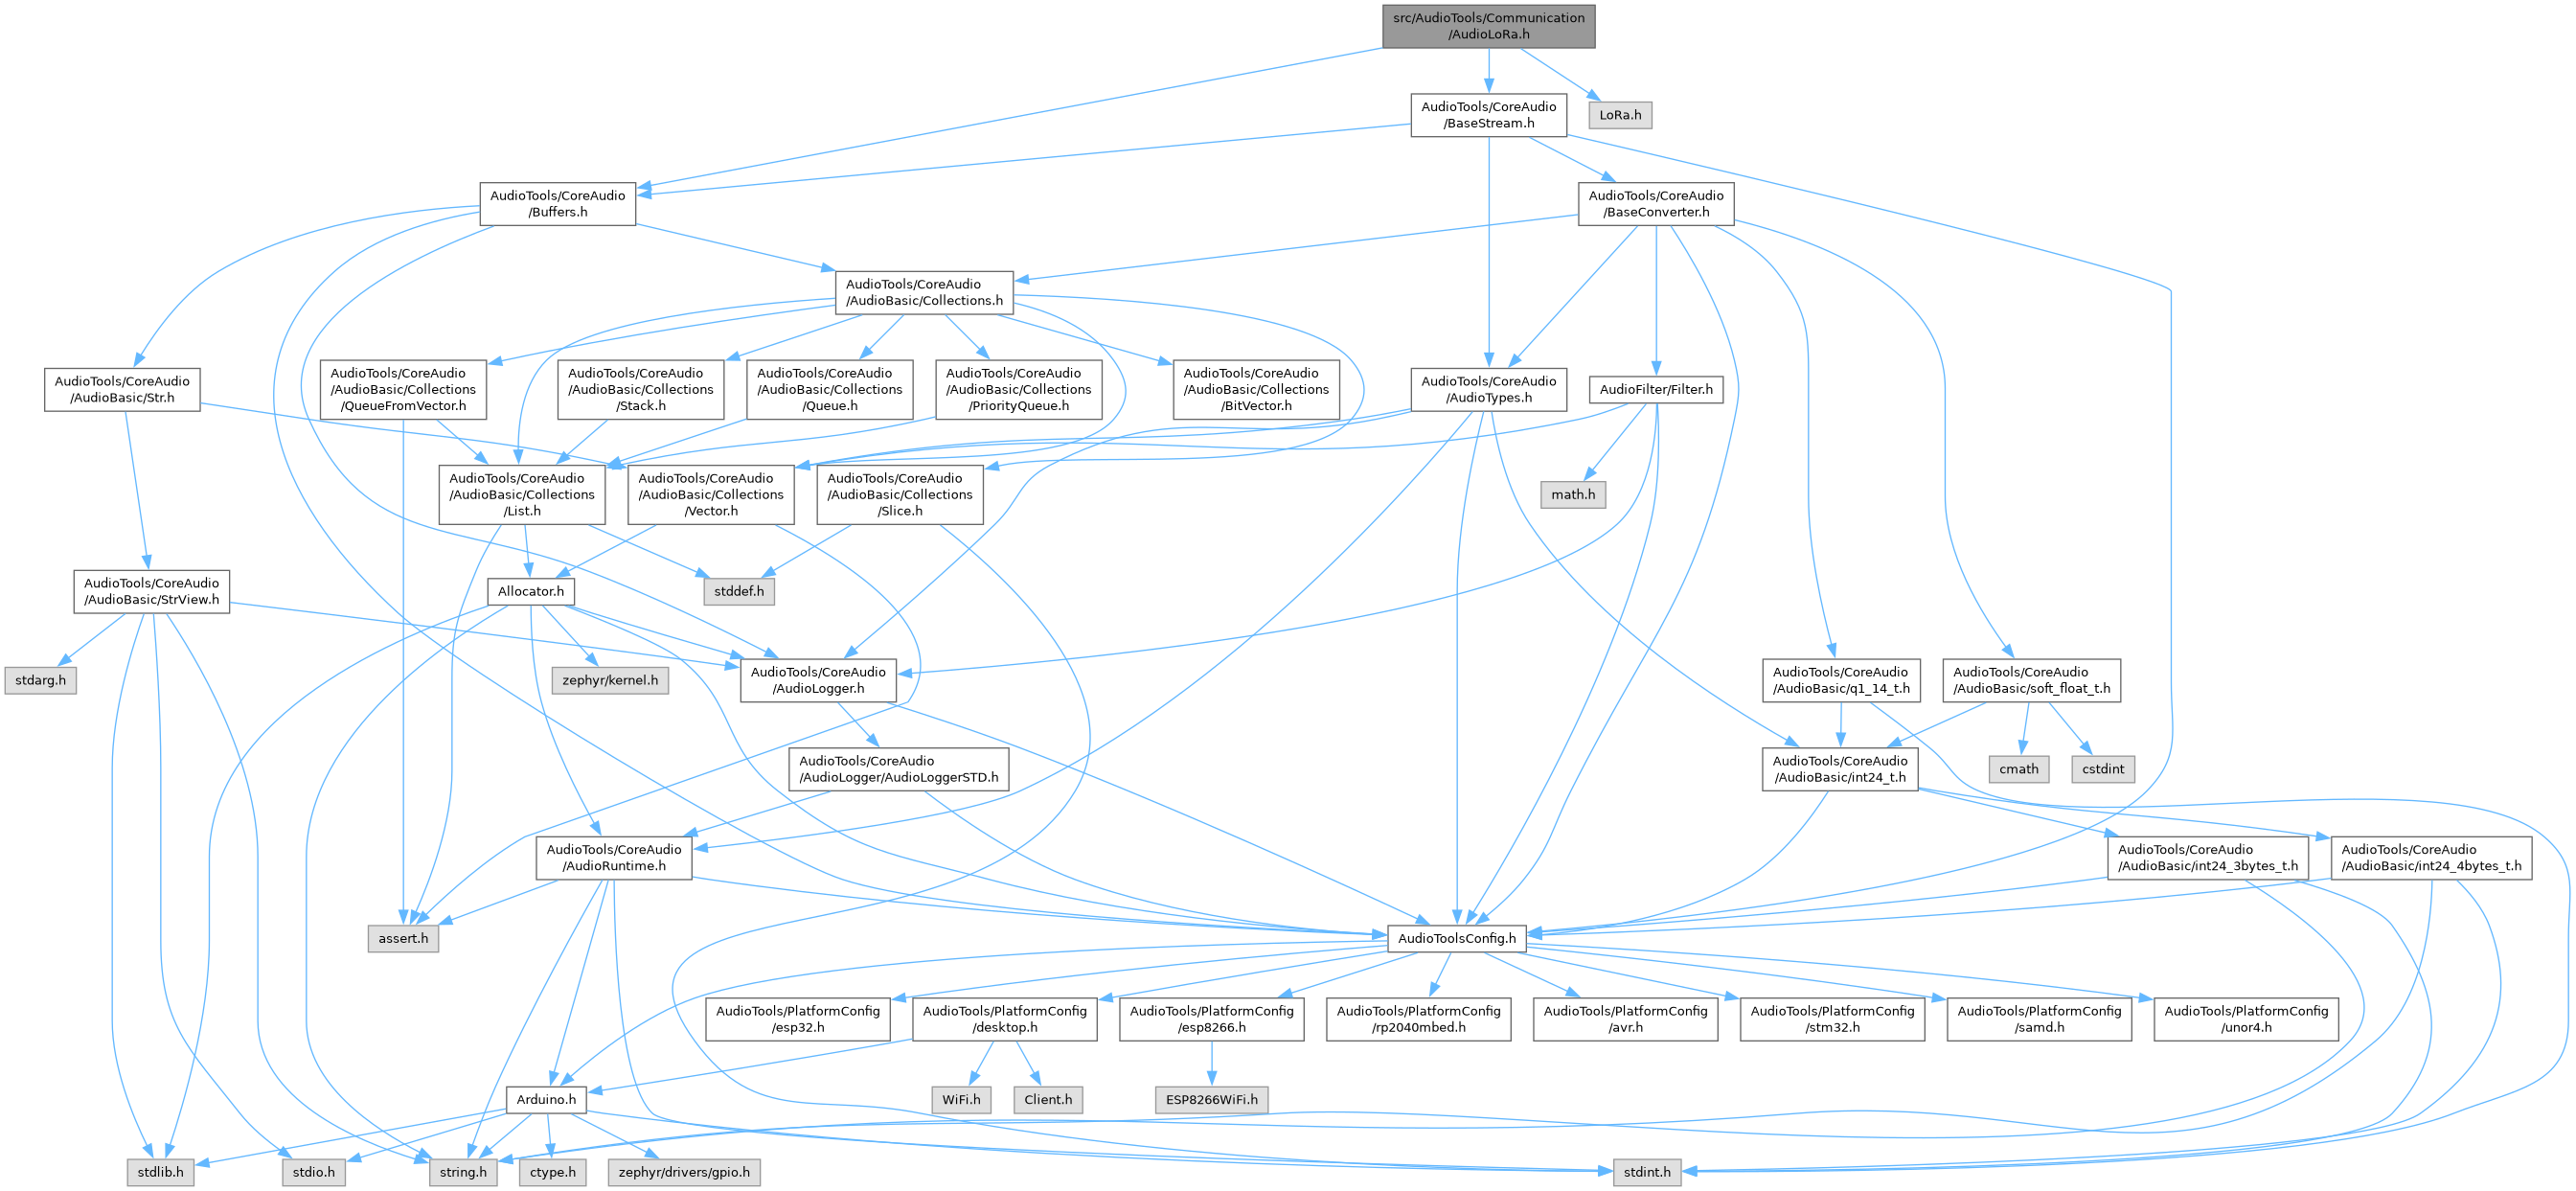 src/AudioTools/Communication
/AudioLoRa.h
AudioTools/CoreAudio
/BaseStream.h
LoRa.h
AudioTools/CoreAudio
/Buffers.h
AudioTools/CoreAudio
/BaseConverter.h
AudioTools/CoreAudio
/AudioBasic/Collections.h
AudioTools/CoreAudio
/AudioBasic/Str.h
AudioTools/CoreAudio
/AudioBasic/Collections
/QueueFromVector.h
AudioTools/CoreAudio
/AudioBasic/Collections
/Stack.h
AudioTools/CoreAudio
/AudioBasic/Collections
/Queue.h
AudioTools/CoreAudio
/AudioBasic/Collections
/PriorityQueue.h
AudioTools/CoreAudio
/AudioBasic/Collections
/BitVector.h
AudioTools/CoreAudio
/AudioTypes.h
AudioFilter/Filter.h
AudioTools/CoreAudio
/AudioBasic/Collections
/List.h
AudioTools/CoreAudio
/AudioBasic/Collections
/Vector.h
AudioTools/CoreAudio
/AudioBasic/Collections
/Slice.h
math.h
AudioTools/CoreAudio
/AudioBasic/StrView.h
Allocator.h
stddef.h
stdarg.h
zephyr/kernel.h
AudioTools/CoreAudio
/AudioLogger.h
AudioTools/CoreAudio
/AudioBasic/q1_14_t.h
AudioTools/CoreAudio
/AudioBasic/soft_float_t.h
AudioTools/CoreAudio
/AudioLogger/AudioLoggerSTD.h
AudioTools/CoreAudio
/AudioBasic/int24_t.h
cmath
cstdint
AudioTools/CoreAudio
/AudioRuntime.h
AudioTools/CoreAudio
/AudioBasic/int24_3bytes_t.h
AudioTools/CoreAudio
/AudioBasic/int24_4bytes_t.h
assert.h
AudioToolsConfig.h
AudioTools/PlatformConfig
/esp32.h
AudioTools/PlatformConfig
/desktop.h
AudioTools/PlatformConfig
/esp8266.h
AudioTools/PlatformConfig
/rp2040mbed.h
AudioTools/PlatformConfig
/avr.h
AudioTools/PlatformConfig
/stm32.h
AudioTools/PlatformConfig
/samd.h
AudioTools/PlatformConfig
/unor4.h
Arduino.h
WiFi.h
Client.h
ESP8266WiFi.h
stdlib.h
stdio.h
string.h
ctype.h
zephyr/drivers/gpio.h
stdint.h